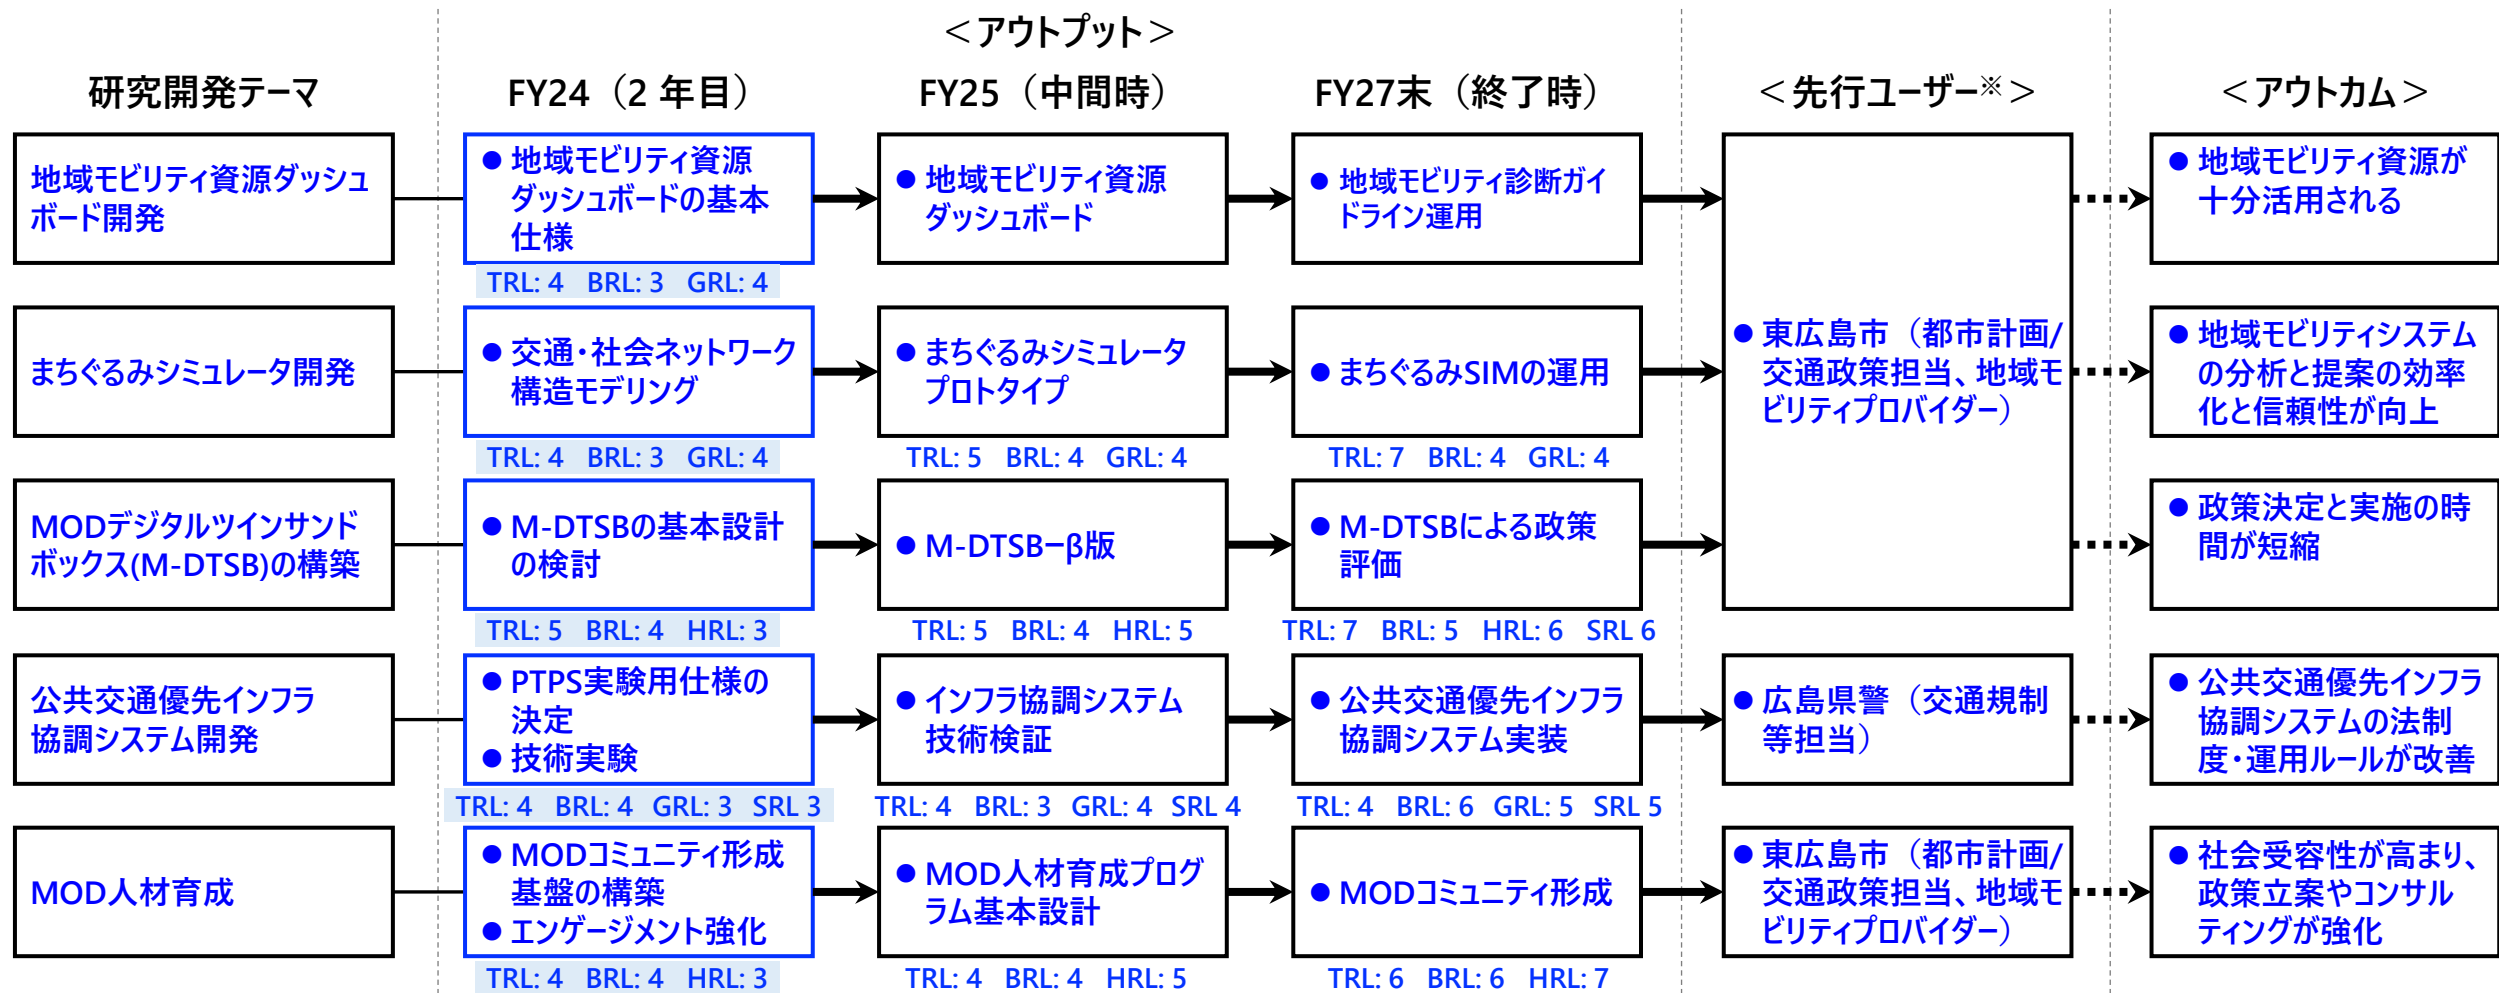 ＜アウトプット＞
研究開発テーマ
FY24（2 年目）
FY25（中間時）
FY27末（終了時）
＜先行ユーザー※＞
＜アウトカム＞
地域モビリティ資源ダッシュ
ボード開発
● 地域モビリティ資源
ダッシュボードの基本
仕様
TRL: 4 BRL: 3 GRL: 4
● 地域モビリティ資源
ダッシュボード
● 地域モビリティ診断ガイ
ドライン運用
● 地域モビリティ資源が
十分活用される
まちぐるみシミュレータ開発
● 交通・社会ネットワーク
構造モデリング
TRL: 4 BRL: 3 GRL: 4
● まちぐるみシミュレータ
プロトタイプ
TRL: 5 BRL: 4 GRL: 4
● まちぐるみSIMの運用
TRL: 7 BRL: 4 GRL: 4
● 東広島市（都市計画/
交通政策担当、地域モ
ビリティプロバイダー）
● 地域モビリティシステム
の分析と提案の効率
化と信頼性が向上
MODデジタルツインサンド
ボックス(M-DTSB)の構築
● M-DTSBの基本設計
の検討
TRL: 5 BRL: 4 HRL: 3
● M-DTSBーβ版
TRL: 5 BRL: 4 HRL: 5
● M-DTSBによる政策
評価
TRL: 7 BRL: 5 HRL: 6 SRL 6
● 政策決定と実施の時
間が短縮
公共交通優先インフラ
協調システム開発
● PTPS実験用仕様の
決定
● 技術実験
TRL: 4 BRL: 4 GRL: 3 SRL 3
● インフラ協調システム
技術検証
TRL: 4 BRL: 3 GRL: 4 SRL 4
● 公共交通優先インフラ
協調システム実装
TRL: 4 BRL: 6 GRL: 5 SRL 5
● 広島県警（交通規制
等担当）
● 公共交通優先インフラ
協調システムの法制
度・運用ルールが改善
MOD人材育成
● MODコミュニティ形成
基盤の構築
● エンゲージメント強化
TRL: 4 BRL: 4 HRL: 3
● MOD人材育成プログ
ラム基本設計
TRL: 4 BRL: 4 HRL: 5
● MODコミュニティ形成
TRL: 6 BRL: 6 HRL: 7
● 東広島市（都市計画/
交通政策担当、地域モ
ビリティプロバイダー）
● 社会受容性が高まり、
政策立案やコンサル
ティングが強化